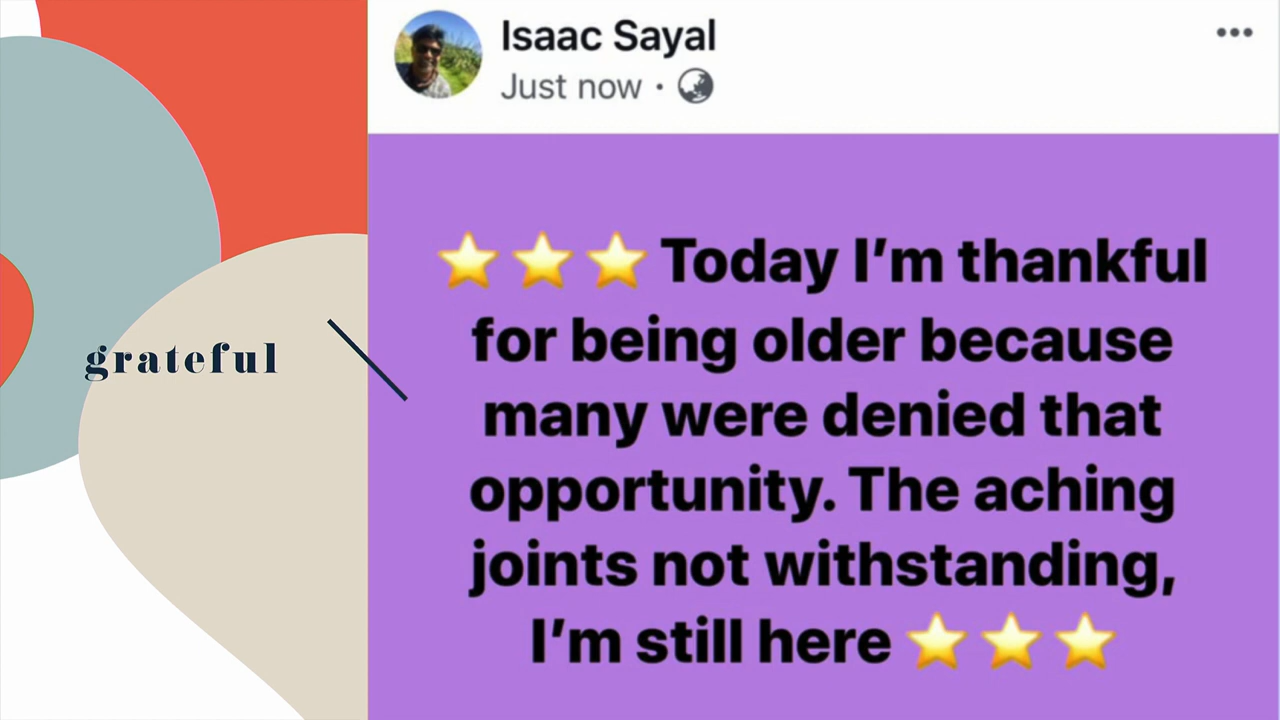 grateful
Isaac Sayal
Just now ·
⭐⭐⭐ Today I’m thankful
for being older because
many were denied that
opportunity. The aching
joints not withstanding,
I’m still here ⭐⭐⭐